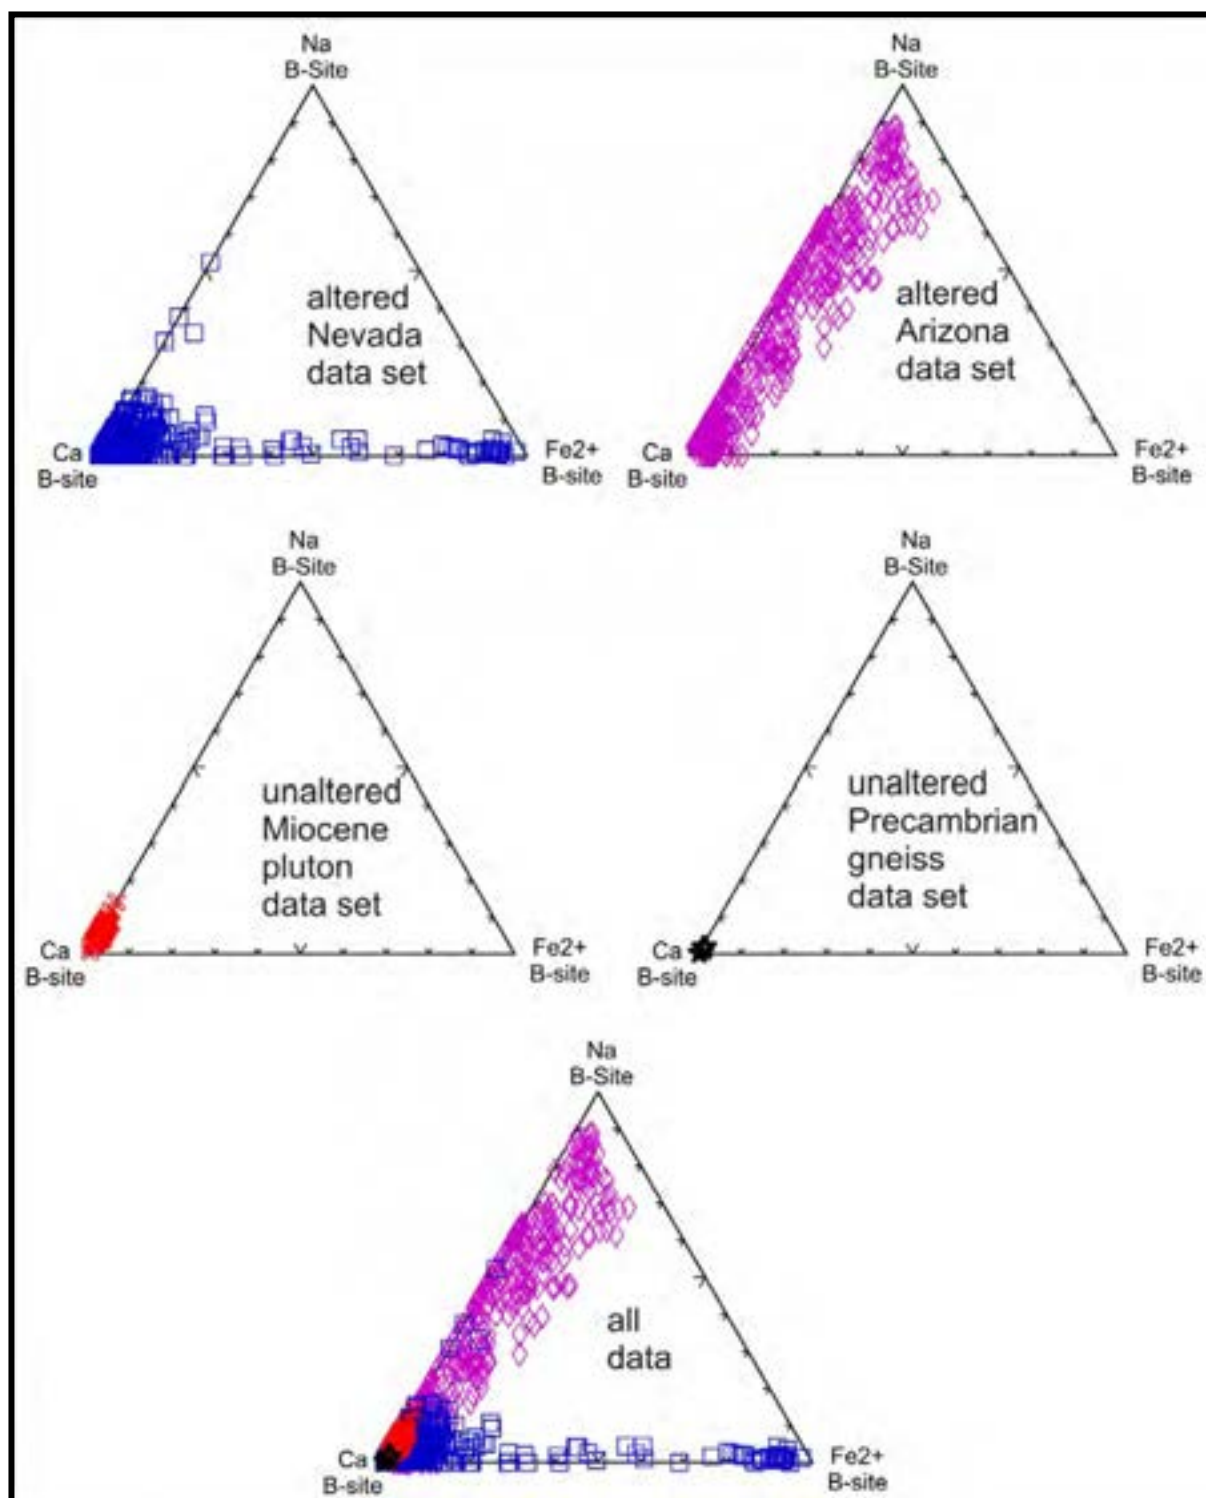 Na
B-Site
altered
Nevada
data set
Ca
B-site
Fe2+
B-site
Na
B-Site
altered
Arizona
data set
Ca
B-site
Fe2+
B-site
Na
B-Site
unaltered
Miocene
pluton
data set
Ca
B-site
Fe2+
B-site
Na
B-Site
unaltered
Precambrian
gneiss
data set
Ca
B-site
Fe2+
B-site
Na
B-Site
all
data
Ca
B-site
Fe2+
B-site